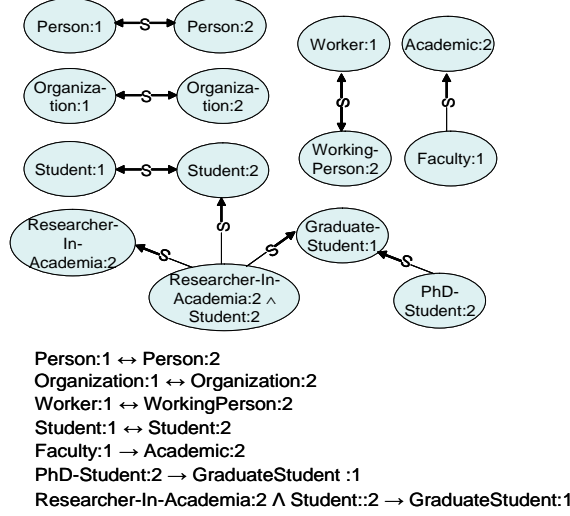 Person:1
S
Person:2
Worker:1
Academic:2
Organiza-
tion:1
S
Organiza-
tion:2
S
S
Student:1
S
Student:2
Working-
Person:2
Faculty:1
Researcher-
In-
Academia:2
S
S
S
Graduate-
Student:1
S
Researcher-In-
Academia:2 ∧
Student:2
PhD-
Student:2
Person:1 ↔ Person:2
Organization:1 ↔ Organization:2
Worker:1 ↔ WorkingPerson:2
Student:1 ↔ Student:2
Faculty:1 → Academic:2
PhD-Student:2 → GraduateStudent :1
Researcher-In-Academia:2 Λ Student::2 → GraduateStudent:1